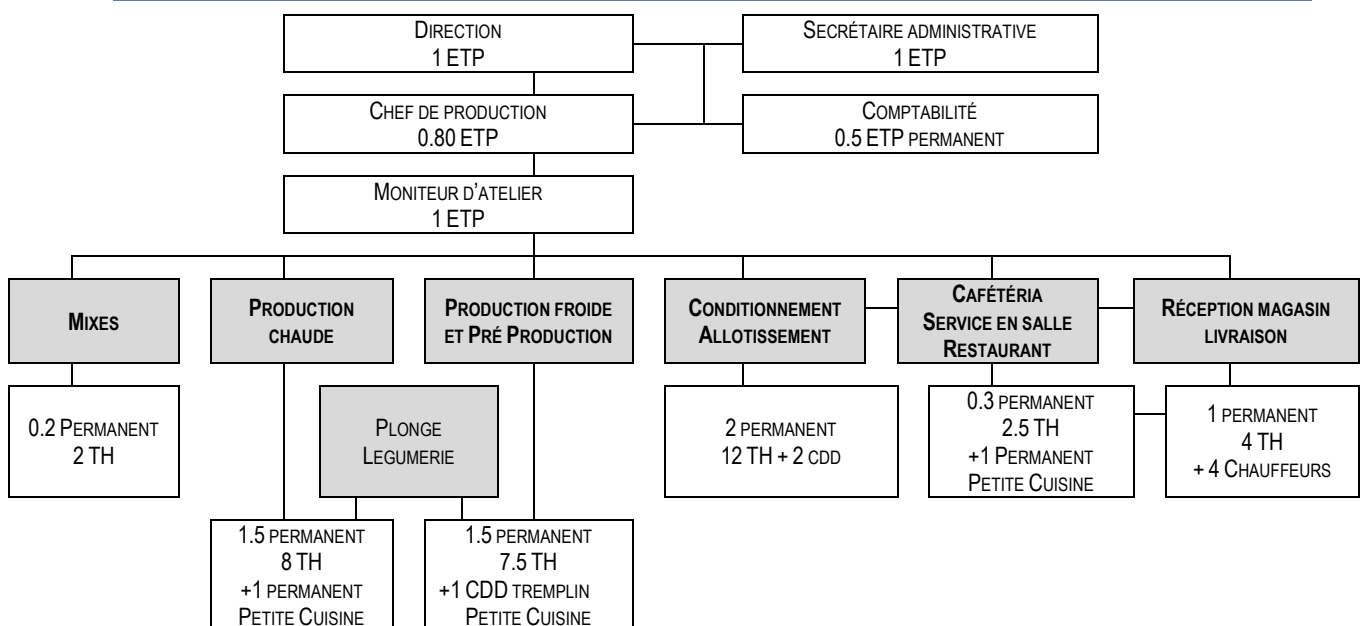 DIRECTION
1 ETP
SECRÉTAIRE ADMINISTRATIVE
1 ETP
CHEF DE PRODUCTION
0.80 ETP
COMPTABILITÉ
0.5 ETP PERMANENT
MONITEUR D'ATELIER
1 ETP
MIXES
PRODUCTION
CHAUDE
PRODUCTION FROIDE
ET PRÉ PRODUCTION
CONDITIONNEMENT
ALLOTISSEMENT
CAFÉTÉRIA
SERVICE EN SALLE
RESTAURANT
RÉCEPTION MAGASIN
LIVRAISON
0.2 PERMANENT
2 TH
PLONGE
LEGUMERIE
2 PERMANENT
12 TH + 2 CDD
0.3 PERMANENT
2.5 TH
+1 PERMANENT
PETITE CUISINE
1 PERMANENT
4 TH
+ 4 CHAUFFEURS
1.5 PERMANENT
8 TH
+1 PERMANENT
PETITE CUISINE
1.5 PERMANENT
7.5 TH
+1 CDD TREMPLIN
PETITE CUISINE